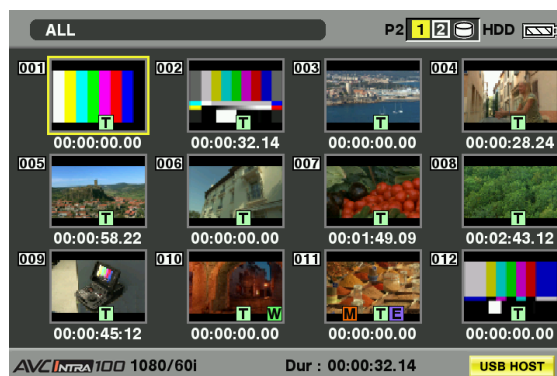 ALL P2 1 2 HDD
001 002 003 004
T T T T
00:00:00.00 00:00:32.14 00:00:00.00 00:00:28.24
005 006 007 008
T T T T
00:00:58.22 00:00:00.00 00:01:49.09 00:02:43.12
009 010 011 012
T T W M T E T
00:00:45:12 00:00:00.00 00:00:00.00 00:00:00.00
AVC INTRA 100 1080/60i Dur : 00:00:32.14 USB HOST